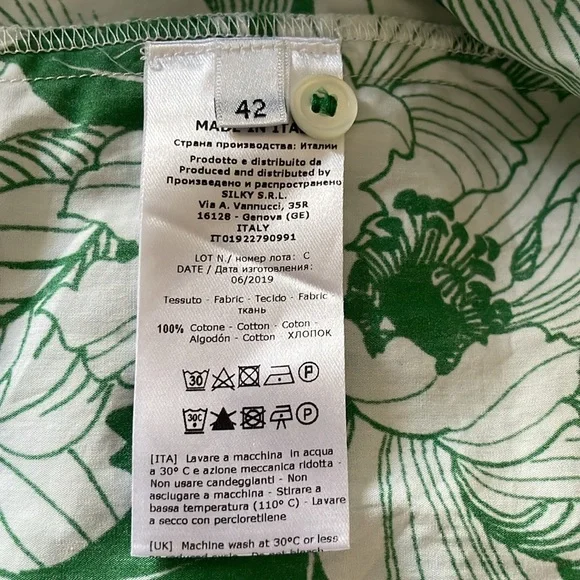 42
MADE IN ITA
Страна производства: Италии
Prodotto e distribuito da
Produced and distributed by
Произведено и распространено
SILKY S.R.L.
Via A. Vannucci, 35R
16128 - Genova (GE)
ITALY
IT01922790991
LOT N./ номер лота: C
DATE / Дата изготовления:
06/2019
Tessuto - Fabric - Tecido - Fabric
ткань
100% Cotone - Cotton - Coton -
Algodón - Cotton - ХЛОПОК
30 P
30C P
[ITA] Lavare a macchina in acqua
a 30° C e azione meccanica ridotta -
Non usare candeggianti - Non
asciugare a macchina - Stirare a
bassa temperatura (110° C) - Lavare
a secco con percloretilene
[UK] Machine wash at 30°C or less